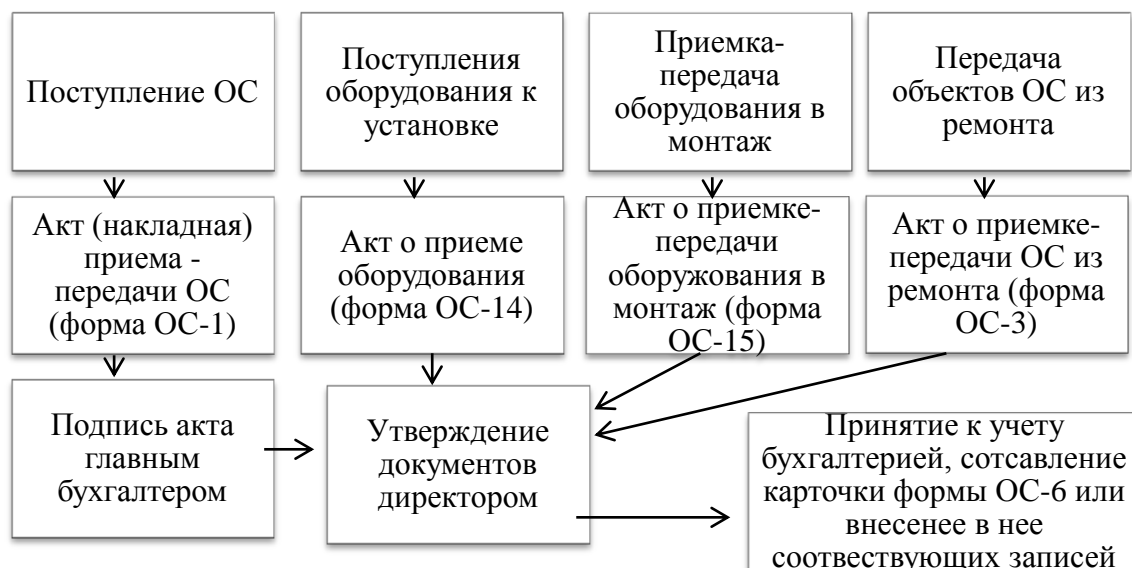 Поступление ОС
Поступления
оборудования к
установке
Приемка-
передача
оборудования в
монтаж
Передача
объектов ОС из
ремонта
Акт (накладная)
приема -
передачи ОС
(форма ОС-1)
Акт о приеме
оборудования
(форма ОС-14)
Акт о приемке-
передачи
оборужования в
монтаж (форма
ОС-15)
Акт о приемке-
передачи ОС из
ремонта (форма
ОС-3)
Подпись акта
главным
бухгалтером
Утверждение
документов
директором
Принятие к учету
бухгалтерией, сотсавление
карточки формы ОС-6 или
внесенее в нее
соотвествующих записей